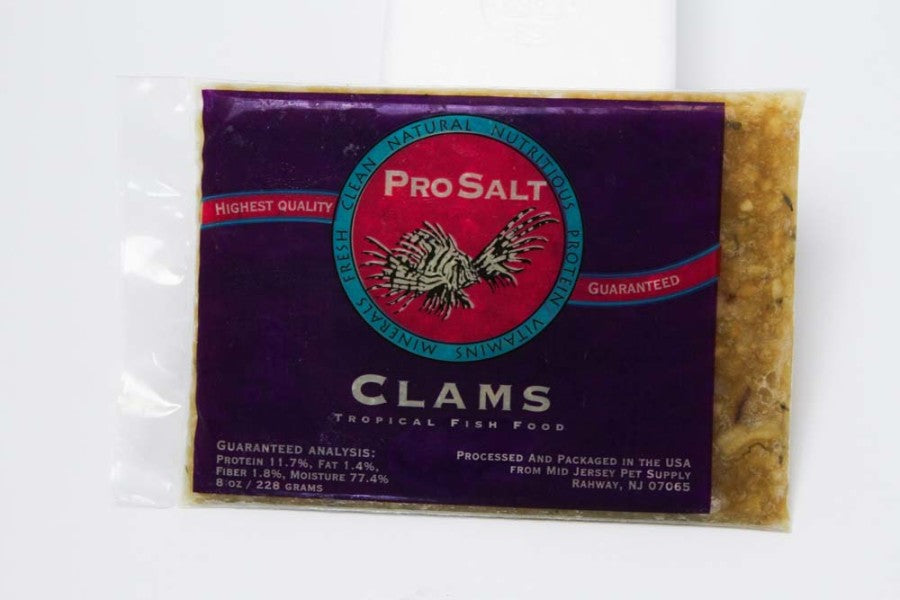 FRESH CLEAN NATURAL NUTRITIOUS PROTEIN VITAMINS MINERALS
PRO SALT
HIGHEST QUALITY
GUARANTEED
CLAMS
TROPICAL FISH FOOD
GUARANTEED ANALYSIS:
PROTEIN 11.7%, FAT 1.4%,
FIBER 1.8%, MOISTURE 77.4%
8 OZ / 228 GRAMS
PROCESSED AND PACKAGED IN THE USA
FROM MID JERSEY PET SUPPLY
RAHWAY, NJ 07065